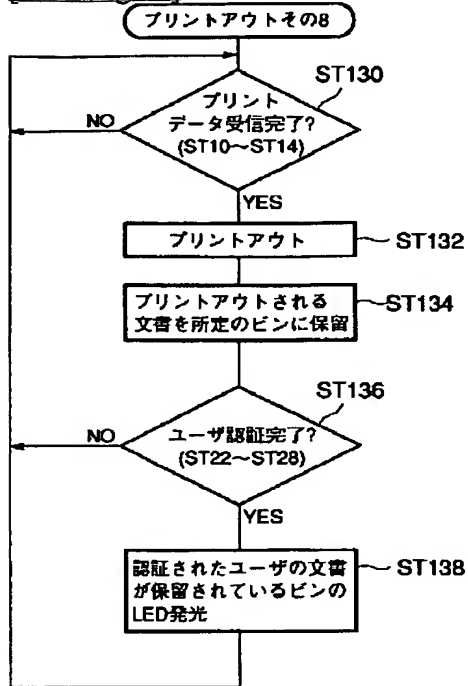 プリントアウトその8
ST130
プリント
データ受信完了?
(ST10～ST14)
NO
YES
プリントアウト
ST132
プリントアウトされる
文書を所定のビンに保留
ST134
ST136
ユーザ認証完了?
(ST22～ST28)
NO
YES
認証されたユーザの文書
が保留されているビンの
LED発光
ST138